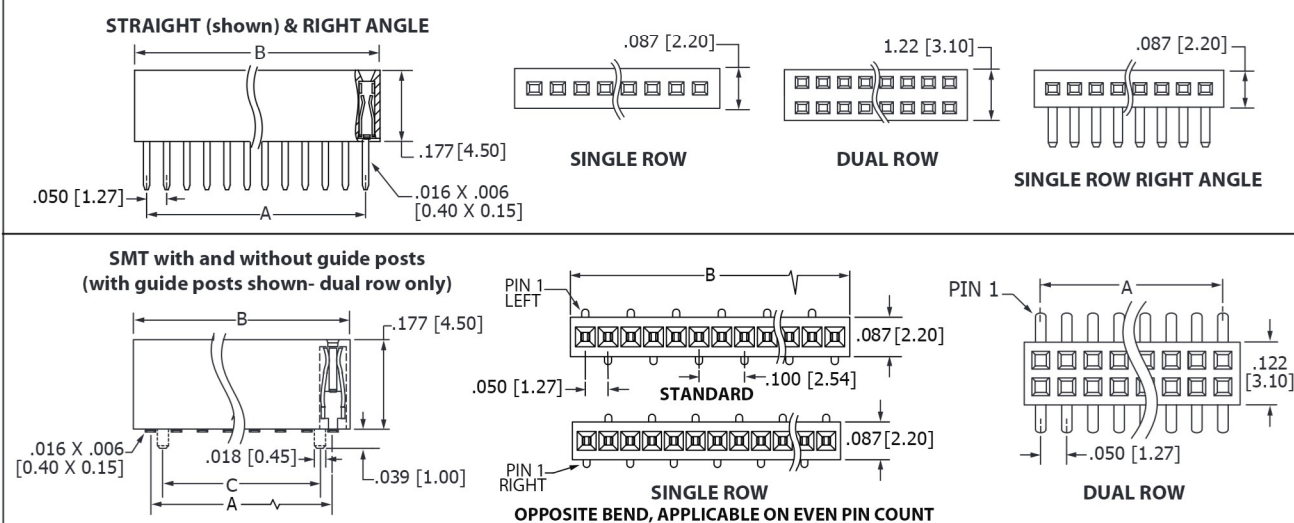 STRAIGHT (shown) & RIGHT ANGLE
B
.177 [4.50]
.050 [1.27]
.016 X .006
[0.40 X 0.15]
A
.087 [2.20]
SINGLE ROW
1.22 [3.10]
DUAL ROW
.087 [2.20]
SINGLE ROW RIGHT ANGLE
SMT with and without guide posts
(with guide posts shown- dual row only)
B
.177 [4.50]
.016 X .006
[0.40 X 0.15]
.018 [0.45]
.039 [1.00]
C
A
B
PIN 1
LEFT
.087 [2.20]
.050 [1.27]
.100 [2.54]
STANDARD
.087 [2.20]
PIN 1
RIGHT
SINGLE ROW
OPPOSITE BEND, APPLICABLE ON EVEN PIN COUNT
PIN 1
A
.122
[3.10]
.050 [1.27]
DUAL ROW